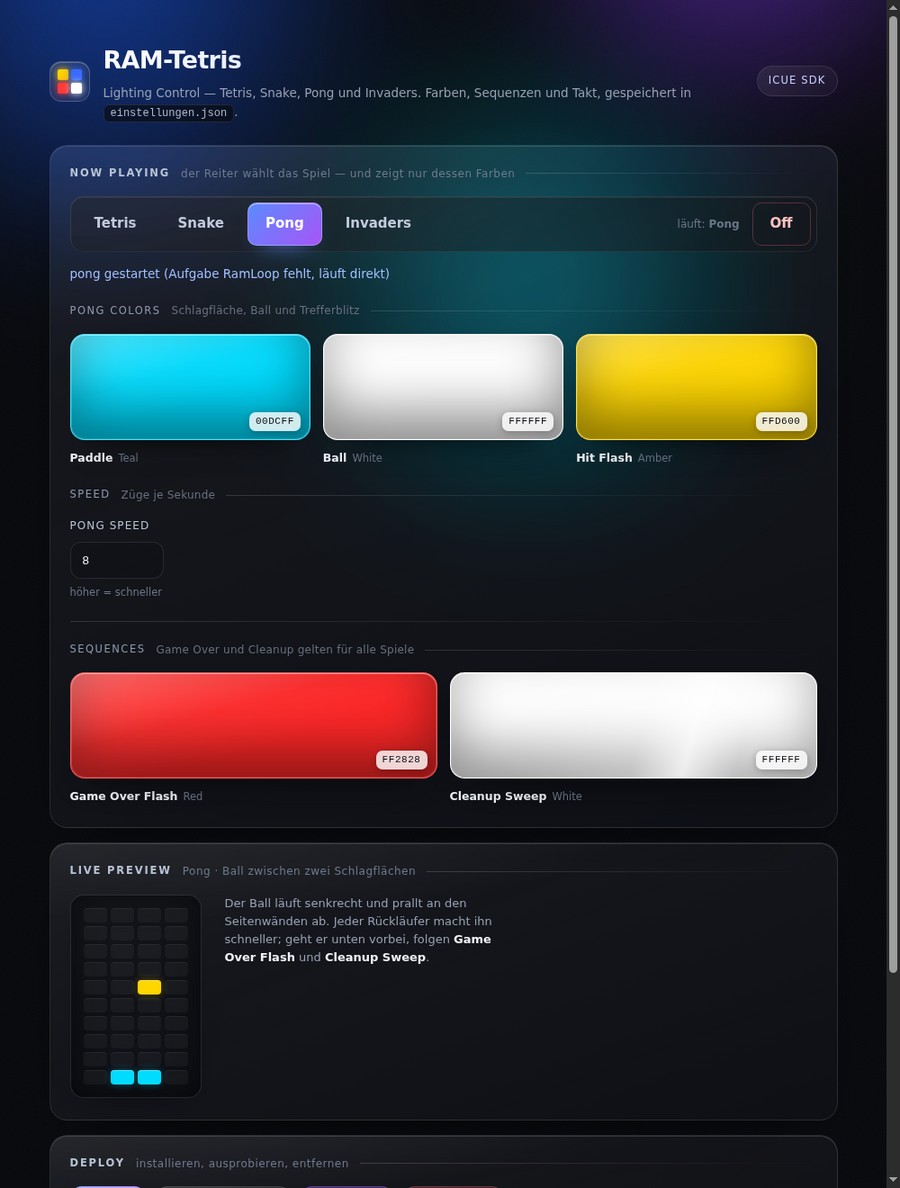 RAM-Tetris
Lighting Control — Tetris, Snake, Pong und Invaders. Farben, Sequenzen und Takt, gespeichert in
einstellungen.json.
ICUE SDK
NOW PLAYING der Reiter wählt das Spiel — und zeigt nur dessen Farben
Tetris Snake Pong Invaders läuft: Pong Off
pong gestartet (Aufgabe RamLoop fehlt, läuft direkt)
PONG COLORS Schlagfläche, Ball und Trefferblitz
00DCFF FFFFFF FFD600
Paddle Teal Ball White Hit Flash Amber
SPEED Züge je Sekunde
PONG SPEED
8
höher = schneller
SEQUENCES Game Over und Cleanup gelten für alle Spiele
FF2828 FFFFFF
Game Over Flash Red Cleanup Sweep White
LIVE PREVIEW Pong · Ball zwischen zwei Schlagflächen
Der Ball läuft senkrecht und prallt an den
Seitenwänden ab. Jeder Rückläufer macht ihn
schneller; geht er unten vorbei, folgen Game
Over Flash und Cleanup Sweep.
DEPLOY installieren, ausprobieren, entfernen